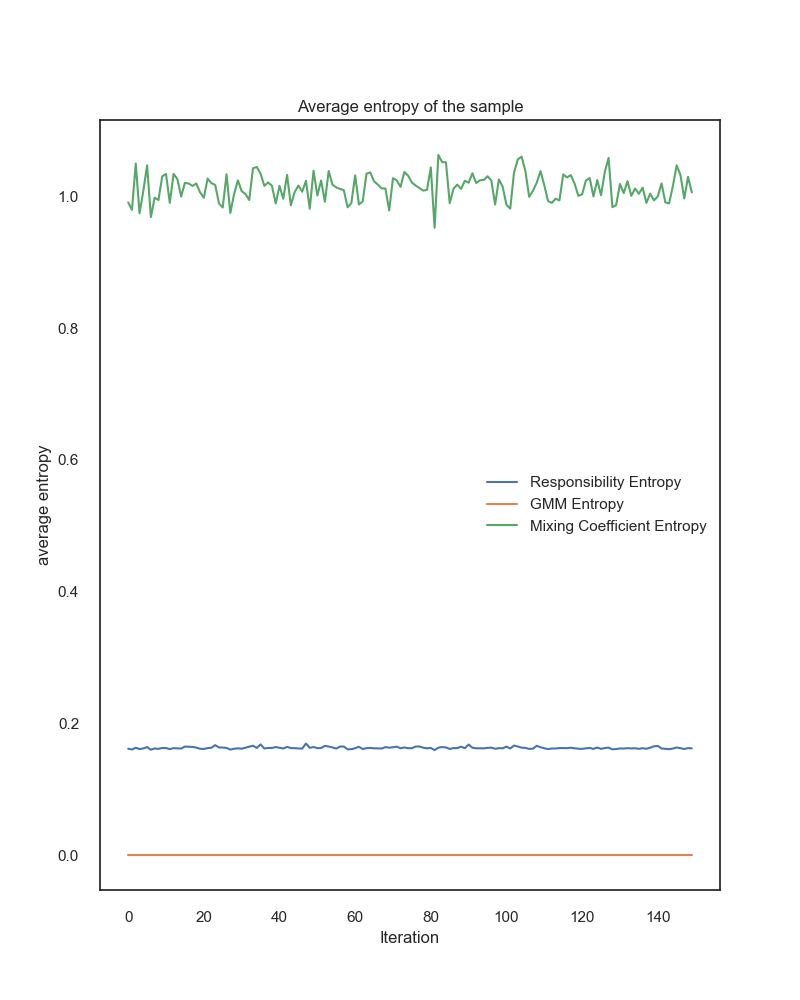 Average entropy of the sample
1.0
0.8
0.6
0.4
0.2
0.0
average entropy
Responsibility Entropy
GMM Entropy
Mixing Coefficient Entropy
0 20 40 60 80 100 120 140
Iteration